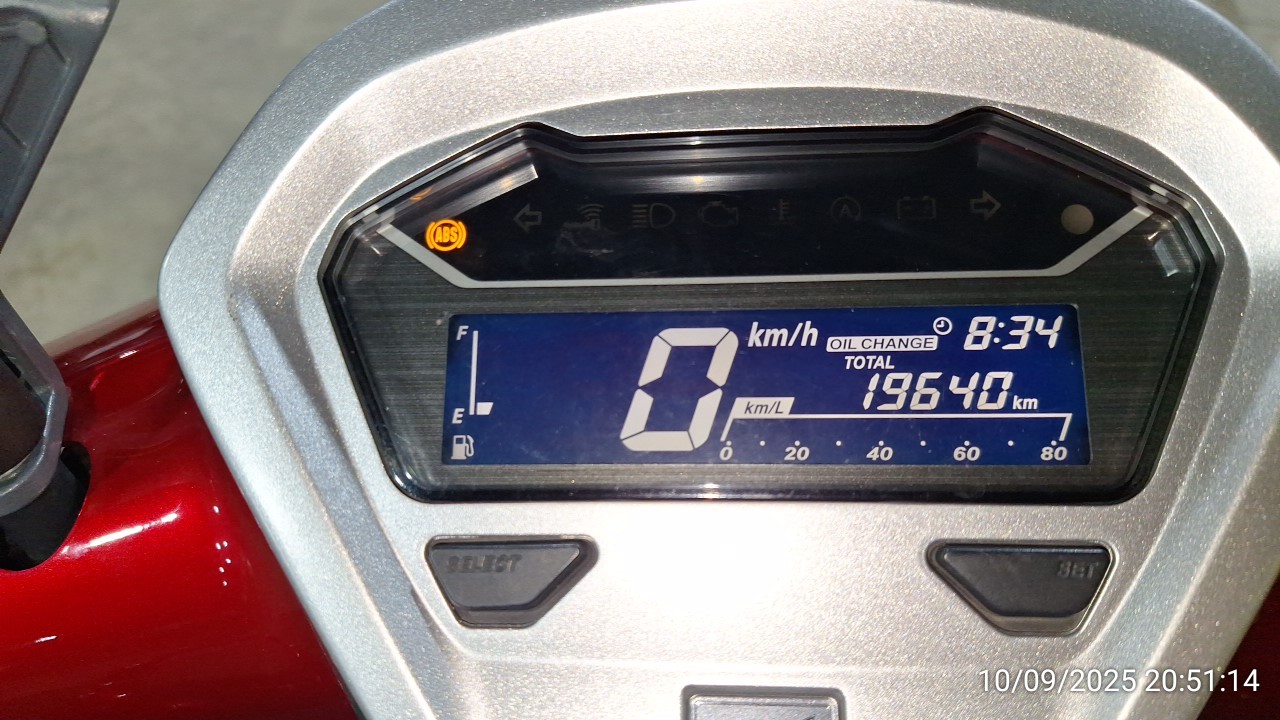 ABS
F
km/h
OIL CHANGE
8:34
TOTAL
19640 km
E
km/L
0 20 40 60 80
SELECT
SET
10/09/2025 20:51:14